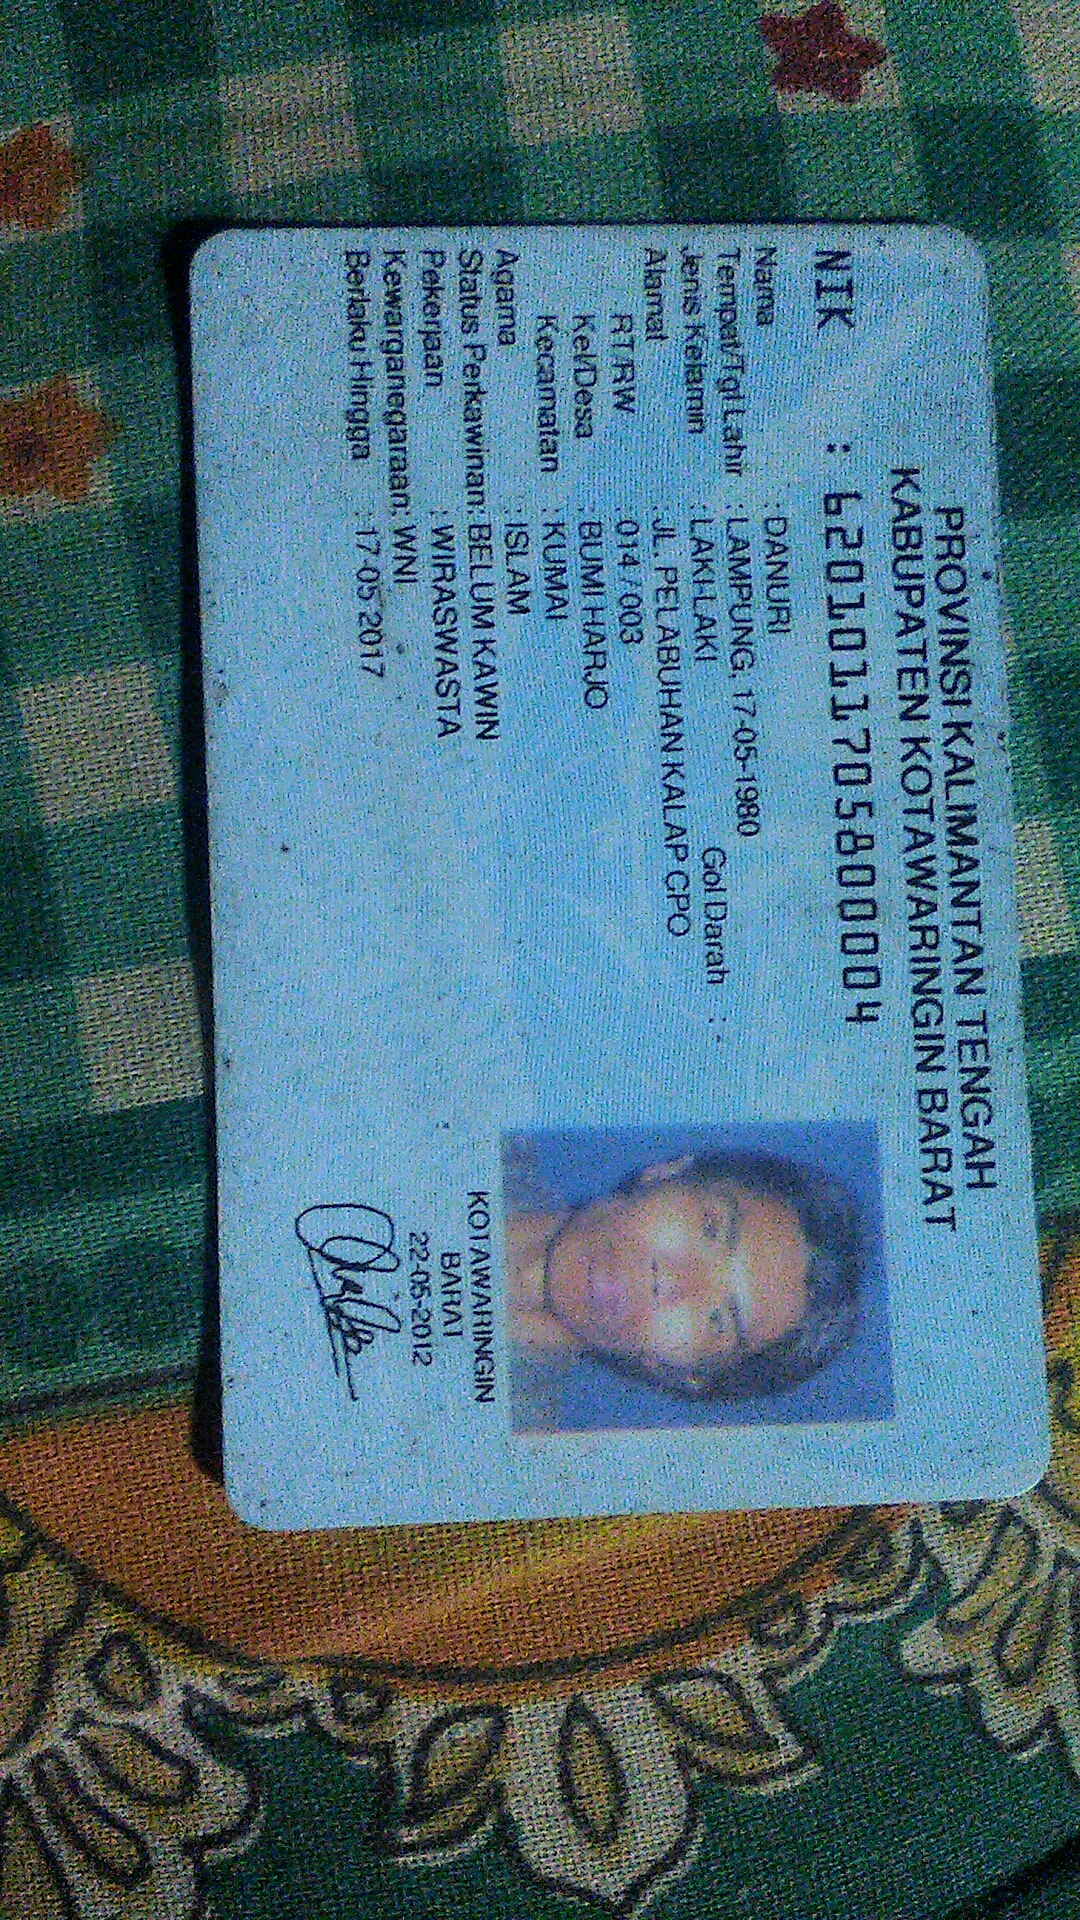 PROVINSI KALIMANTAN TENGAH
KABUPATEN KOTAWARINGIN BARAT
NIK : 6201011705800004
Nama : DANURI
Tempat/Tgl Lahir : LAMPUNG, 17-05-1980
Jenis Kelamin : LAKI-LAKI Gol Darah : -
Alamat : JL. PELABUHAN KALAP CPO
RT/RW : 014 / 003
Kel/Desa : BUMI HARJO
Kecamatan : KUMAI
Agama : ISLAM
Status Perkawinan: BELUM KAWIN
Pekerjaan : WIRASWASTA
Kewarganegaraan: WNI
Berlaku Hingga : 17-05-2017
KOTAWARINGIN
BARAT
22-05-2012